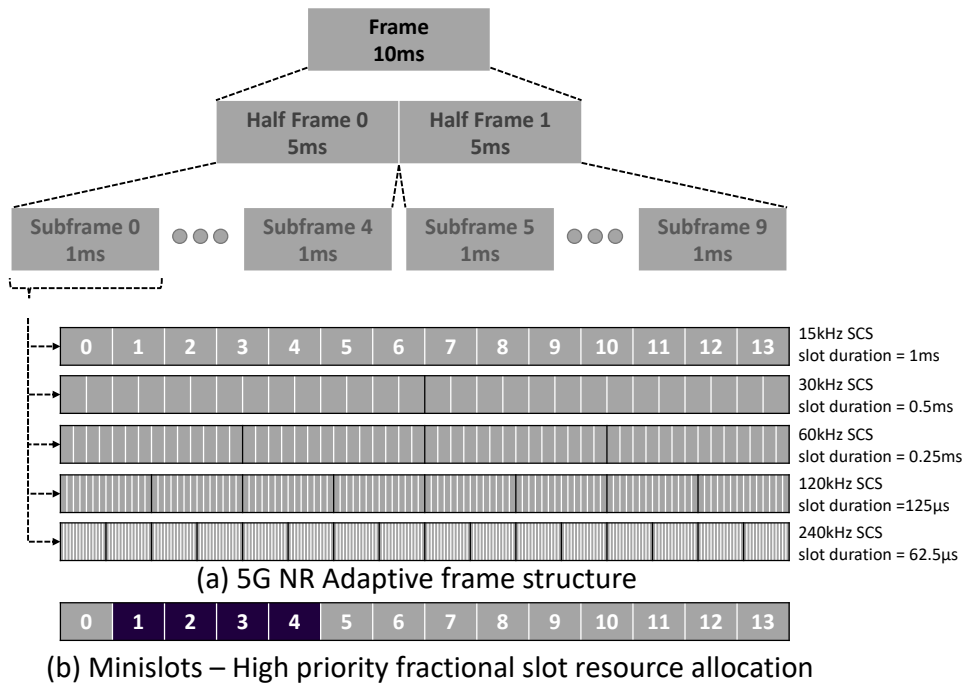 Frame
10ms
Half Frame 0
5ms
Half Frame 1
5ms
Subframe 0
1ms
Subframe 4
1ms
Subframe 5
1ms
Subframe 9
1ms
0 1 2 3 4 5 6 7 8 9 10 11 12 13
15kHz SCS
slot duration = 1ms
30kHz SCS
slot duration = 0.5ms
60kHz SCS
slot duration = 0.25ms
120kHz SCS
slot duration =125µs
240kHz SCS
slot duration = 62.5µs
(a) 5G NR Adaptive frame structure
0 1 2 3 4 5 6 7 8 9 10 11 12 13
(b) Minislots – High priority fractional slot resource allocation